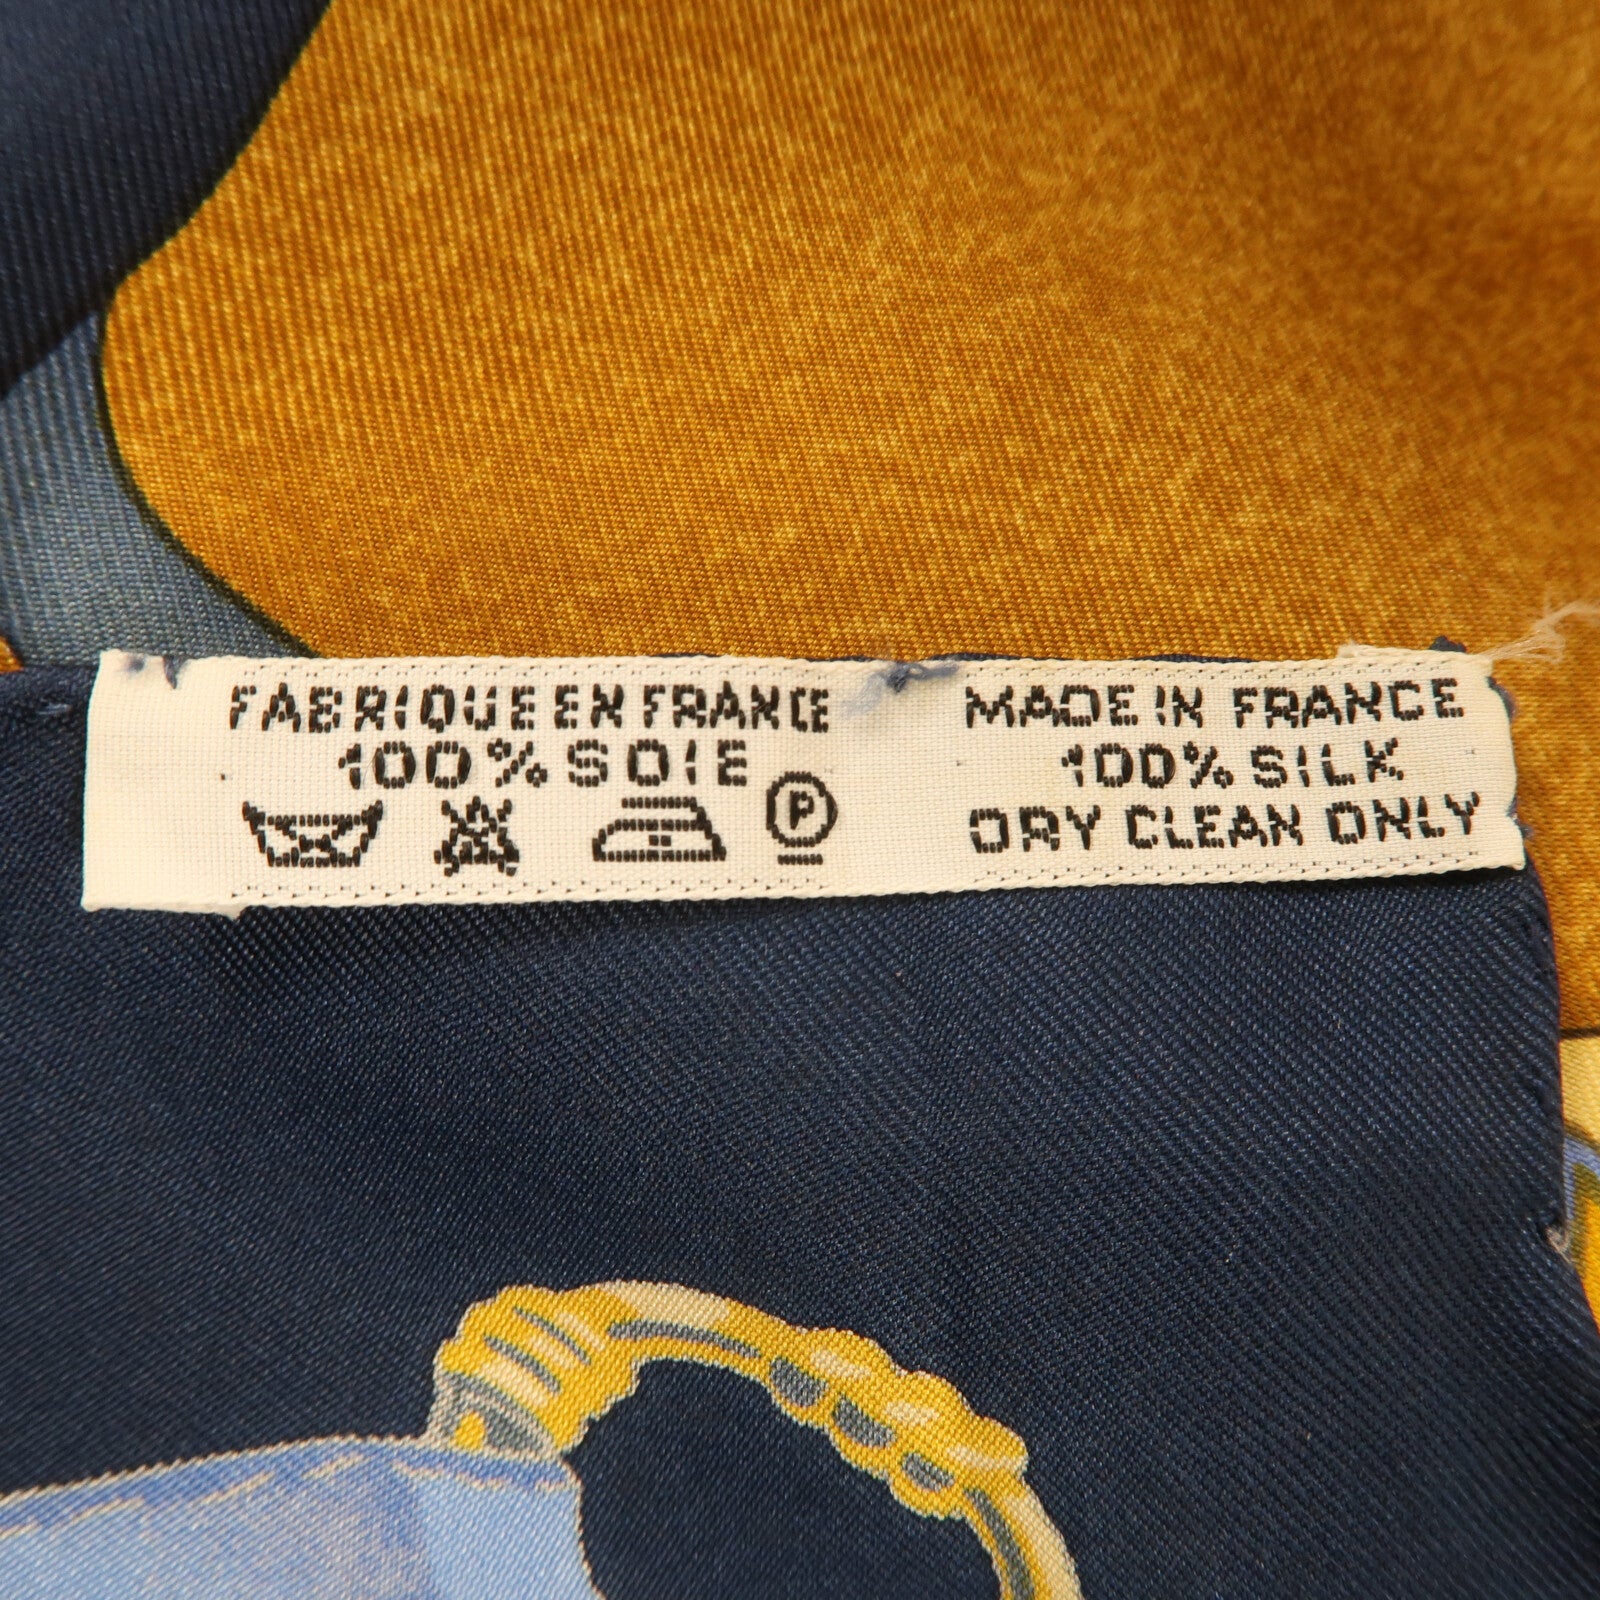 FABRIQUE EN FRANCE
100% SOIE
P
MADE IN FRANCE
100% SILK
DRY CLEAN ONLY